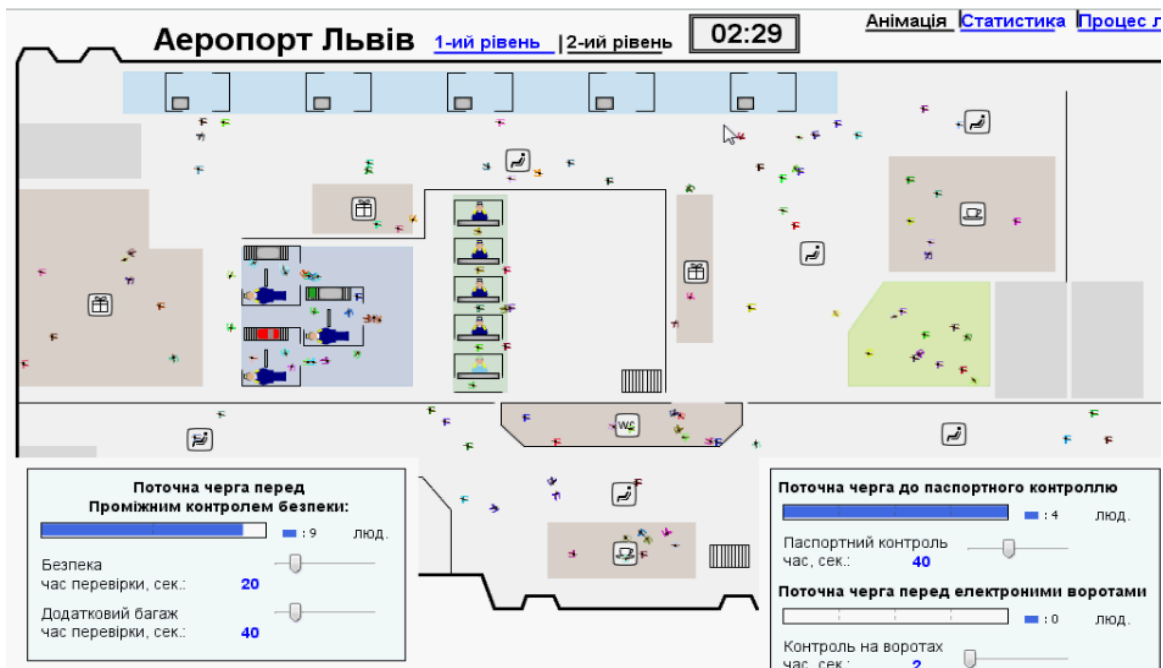 Аеропорт Львів
1-ий рівень
2-ий рівень
02:29
Анімація
Статистика
Процес л
WC
Поточна черга перед
Проміжним контролем безпеки:
: 9 люд.
Безпека
час перевірки, сек.: 20
Додатковий багаж
час перевірки, сек.: 40
Поточна черга до паспортного контроллю
: 4 люд.
Паспортний контроль
час, сек.: 40
Поточна черга перед електроними воротами
: 0 люд.
Контроль на воротах
час, сек.: 2